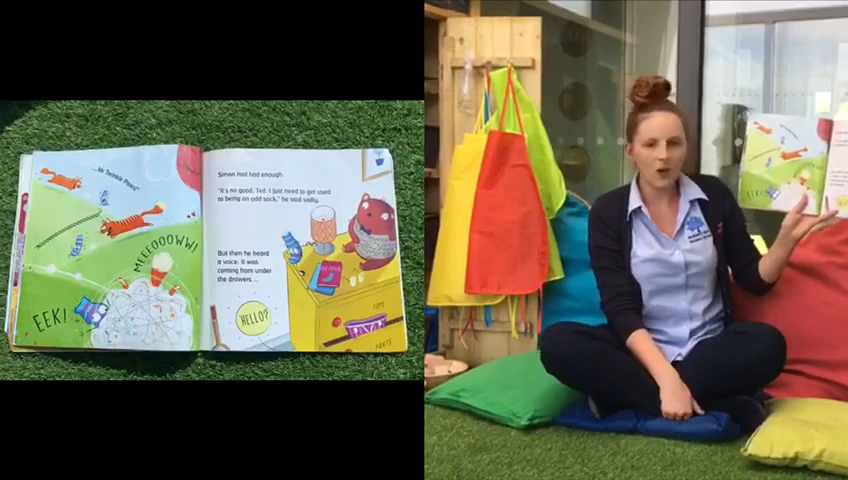 ...Mr Twinkle Paws!"
MEEEOOOWW!
EEK!
Simon had had enough.
"It's no good, Ted. I just need to get used
to being an odd sock," he said sadly.
But then he heard
a voice. It was
coming from under
the drawers...
HELLO?
TOPS
PANTS